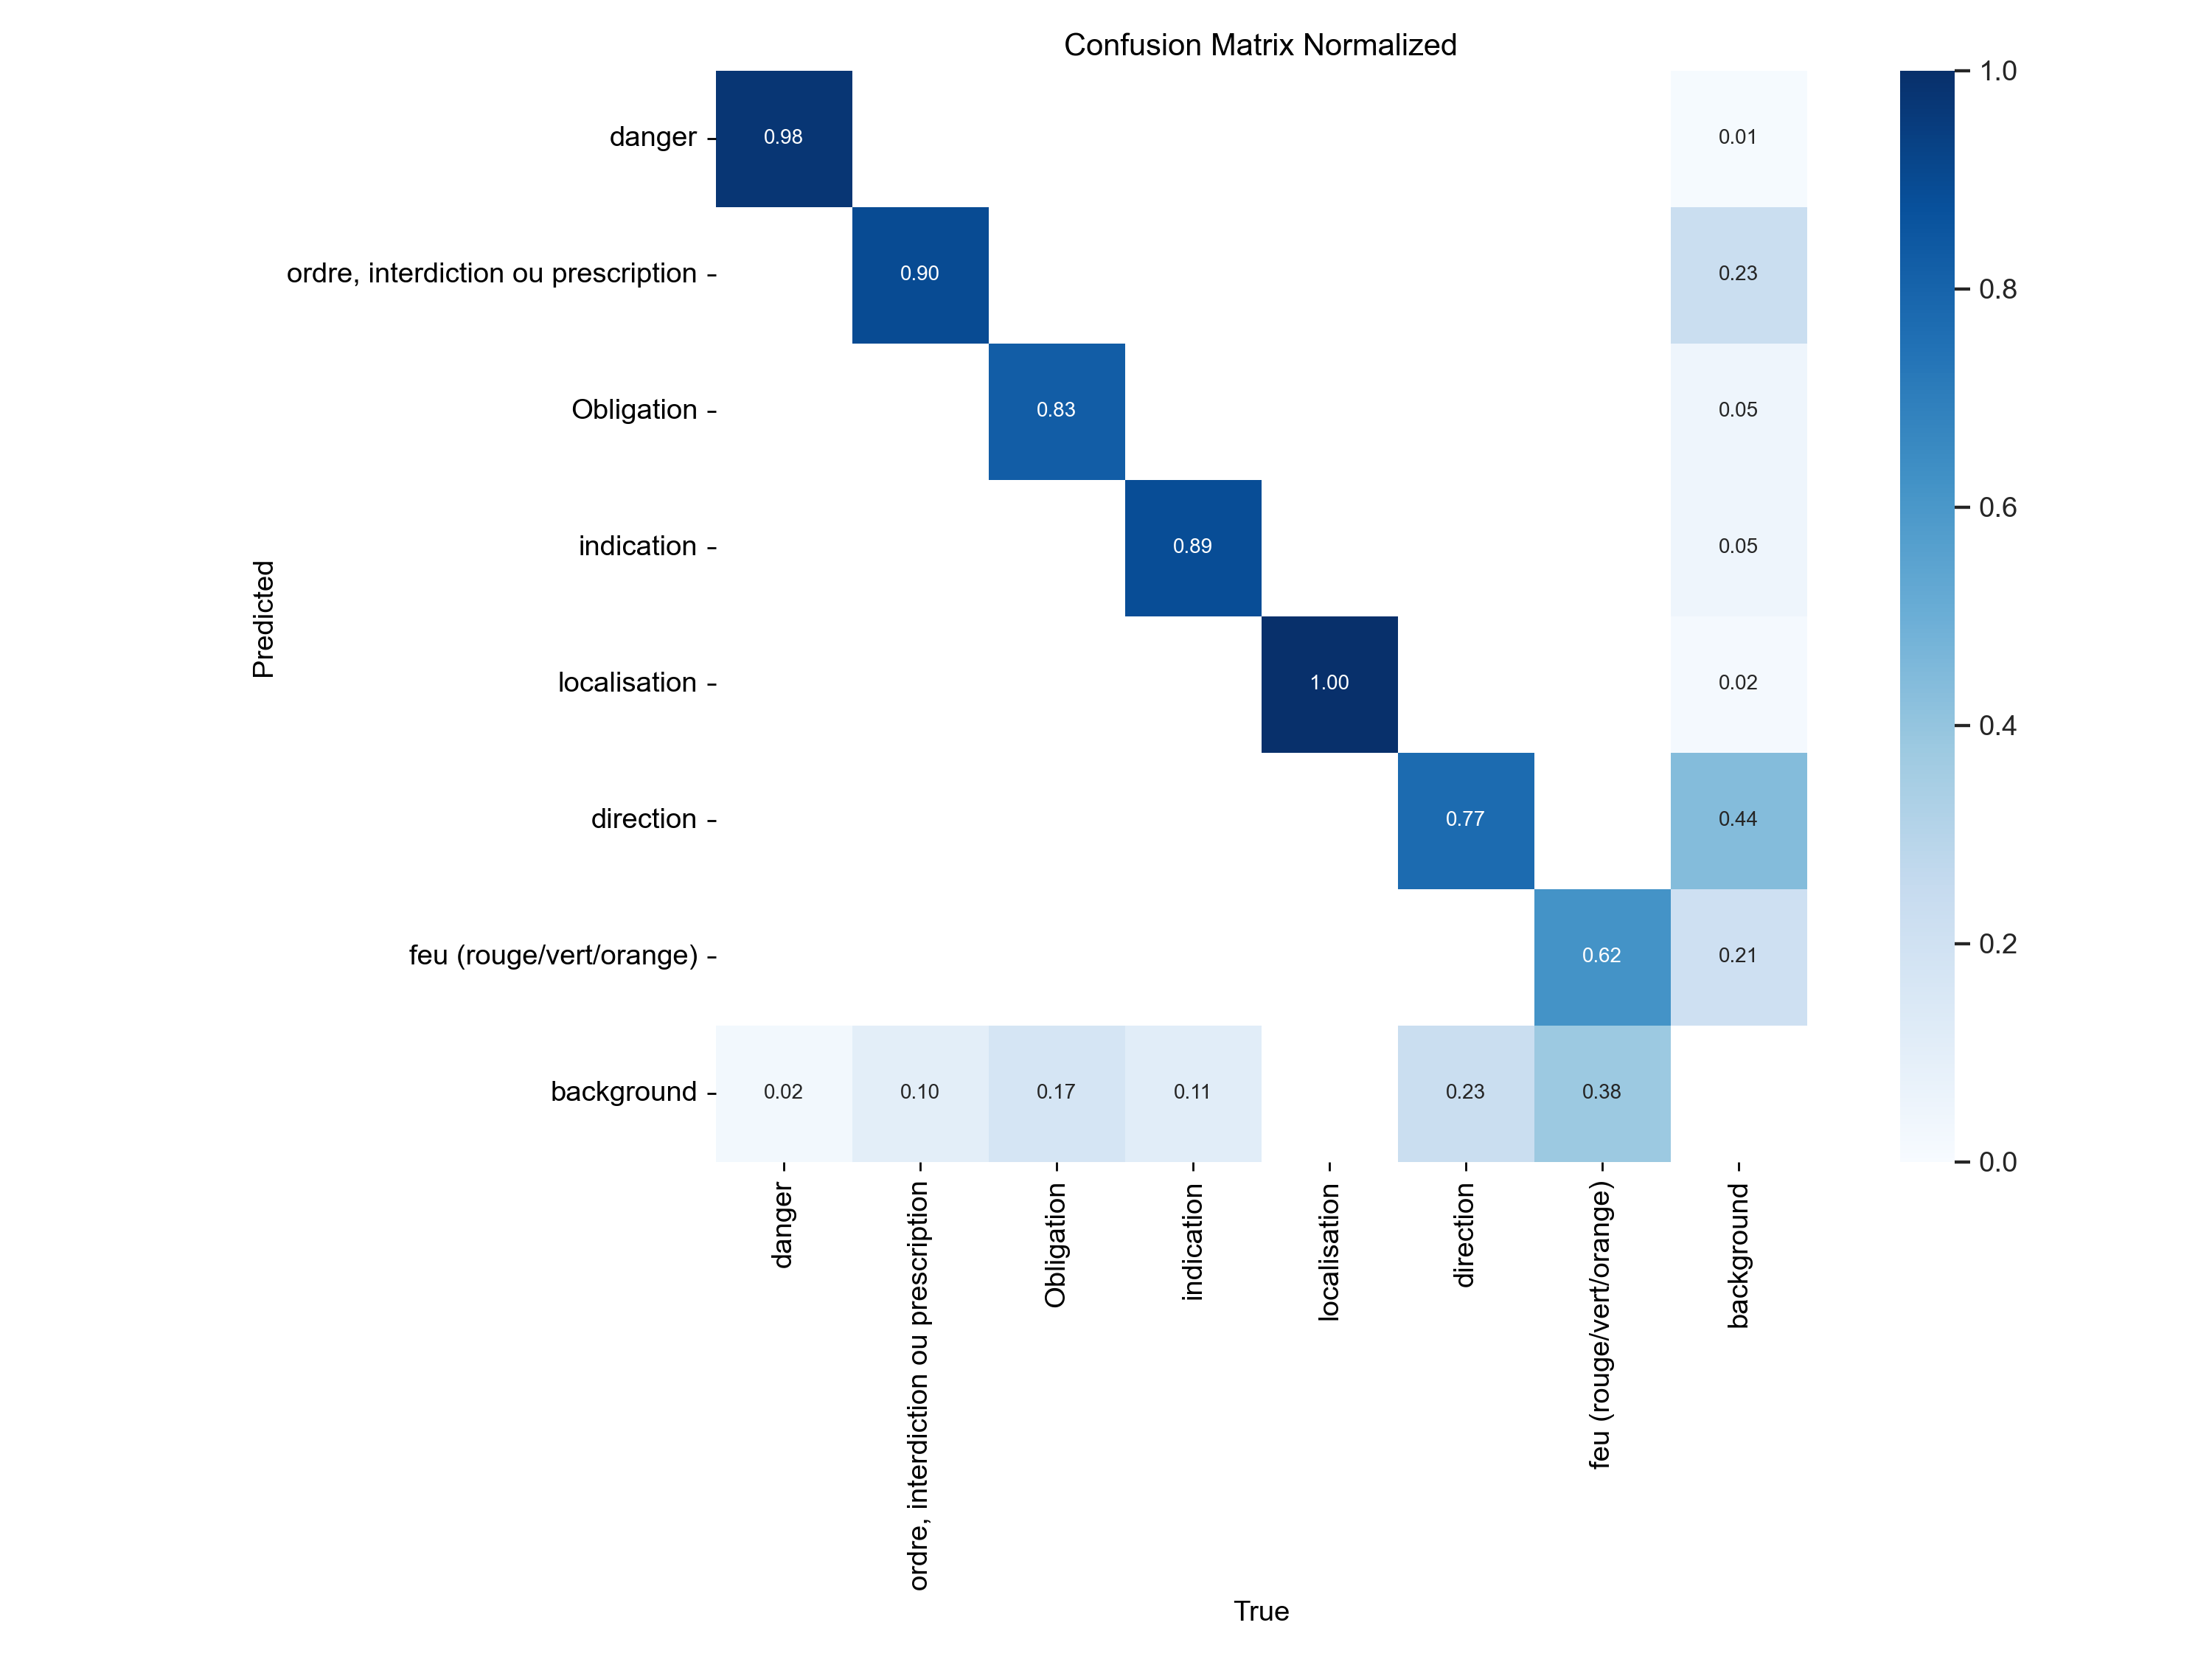 Confusion Matrix Normalized
danger
0.98
0.01
1.0
ordre, interdiction ou prescription
0.90
0.23
0.8
Obligation
0.83
0.05
indication
0.89
0.05
0.6
Predicted
localisation
1.00
0.02
0.4
direction
0.77
0.44
feu (rouge/vert/orange)
0.62
0.21
0.2
background
0.02
0.10
0.17
0.11
0.23
0.38
0.0
danger
ordre, interdiction ou prescription
Obligation
indication
localisation
direction
feu (rouge/vert/orange)
background
True